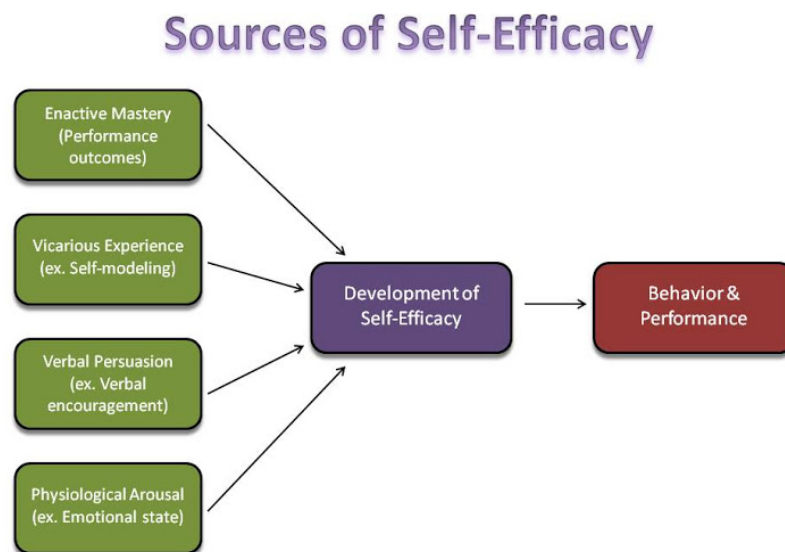 Sources of Self-Efficacy
Enactive Mastery
(Performance
outcomes)
Vicarious Experience
(ex. Self-modeling)
Verbal Persuasion
(ex. Verbal
encouragement)
Physiological Arousal
(ex. Emotional state)
Development of
Self-Efficacy
Behavior &
Performance